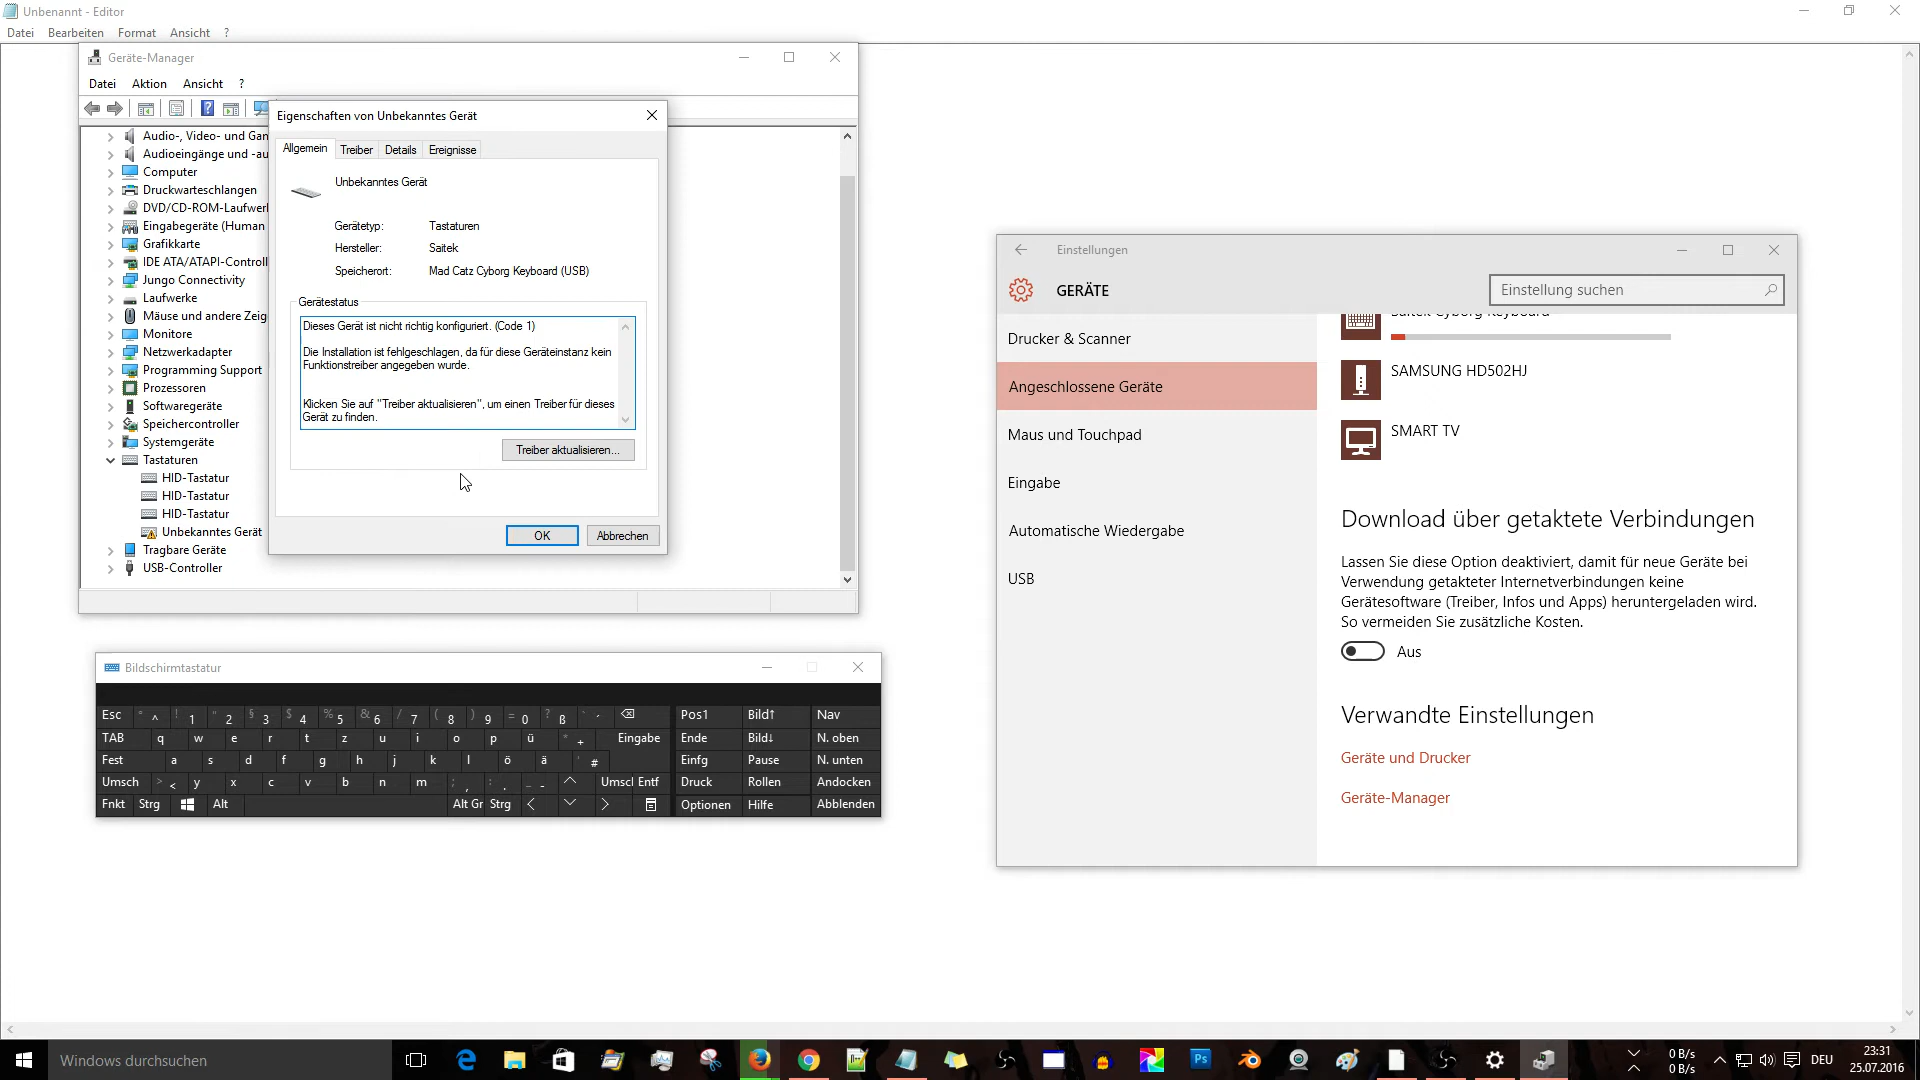 Unbenannt - Editor
Datei Bearbeiten Format Ansicht ?
Geräte-Manager
Datei Aktion Ansicht ?
Audio-, Video- und Gan
Audioeingänge und -au
Computer
Druckwarteschlangen
DVD/CD-ROM-Laufwerl
Eingabegeräte (Human
Grafikkarte
IDE ATA/ATAPI-Controll
Jungo Connectivity
Laufwerke
Mäuse und andere Zeig
Monitore
Netzwerkadapter
Programming Support
Prozessoren
Softwaregeräte
Speichercontroller
Systemgeräte
Tastaturen
HID-Tastatur
HID-Tastatur
HID-Tastatur
Unbekanntes Gerät
Tragbare Geräte
USB-Controller
Eigenschaften von Unbekanntes Gerät
Allgemein Treiber Details Ereignisse
Unbekanntes Gerät
Gerätetyp: Tastaturen
Hersteller: Saitek
Speicherort: Mad Catz Cyborg Keyboard (USB)
Gerätestatus
Dieses Gerät ist nicht richtig konfiguriert. (Code 1)
Die Installation ist fehlgeschlagen, da für diese Geräteinstanz kein
Funktionstreiber angegeben wurde.
Klicken Sie auf "Treiber aktualisieren", um einen Treiber für dieses
Gerät zu finden.
Treiber aktualisieren...
OK Abbrechen
Bildschirmtastatur
Esc ° ^ ! 1 " 2 § 3 $ 4 % 5 & 6 / 7 ( 8 ) 9 = 0 ? ß ` ´ Pos1 Bild↑ Nav
TAB q w e r t z u i o p ü * + Eingabe Ende Bild↓ N. oben
Fest a s d f g h j k l ö ä ' # Einfg Pause N. unten
Umsch > < y x c v b n m ; , : . _ - Umscl Entf Druck Rollen Andocken
Fnkt Strg Alt Alt Gr Strg Optionen Hilfe Abblenden
Einstellungen
GERÄTE
Einstellung suchen
Drucker & Scanner
Angeschlossene Geräte
Maus und Touchpad
Eingabe
Automatische Wiedergabe
USB
Saitek Cyborg Keyboard
SAMSUNG HD502HJ
SMART TV
Download über getaktete Verbindungen
Lassen Sie diese Option deaktiviert, damit für neue Geräte bei
Verwendung getakteter Internetverbindungen keine
Gerätesoftware (Treiber, Infos und Apps) heruntergeladen wird.
So vermeiden Sie zusätzliche Kosten.
Aus
Verwandte Einstellungen
Geräte und Drucker
Geräte-Manager
Windows durchsuchen
Ps
0 B/s
0 B/s
DEU
23:31
25.07.2016